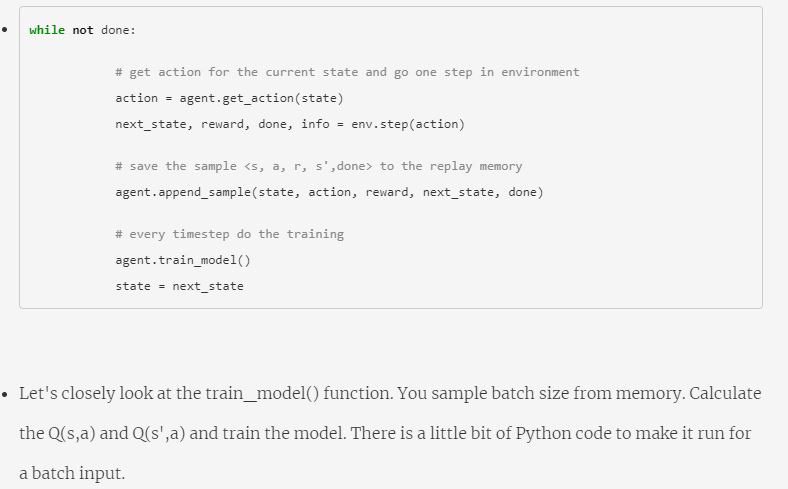 while not done:
# get action for the current state and go one step in environment
action = agent.get_action(state)
next_state, reward, done, info = env.step(action)
# save the sample <s, a, r, s',done> to the replay memory
agent.append_sample(state, action, reward, next_state, done)
# every timestep do the training
agent.train_model()
state = next_state
Let's closely look at the train_model() function. You sample batch size from memory. Calculate
the Q(s,a) and Q(s',a) and train the model. There is a little bit of Python code to make it run for
a batch input.